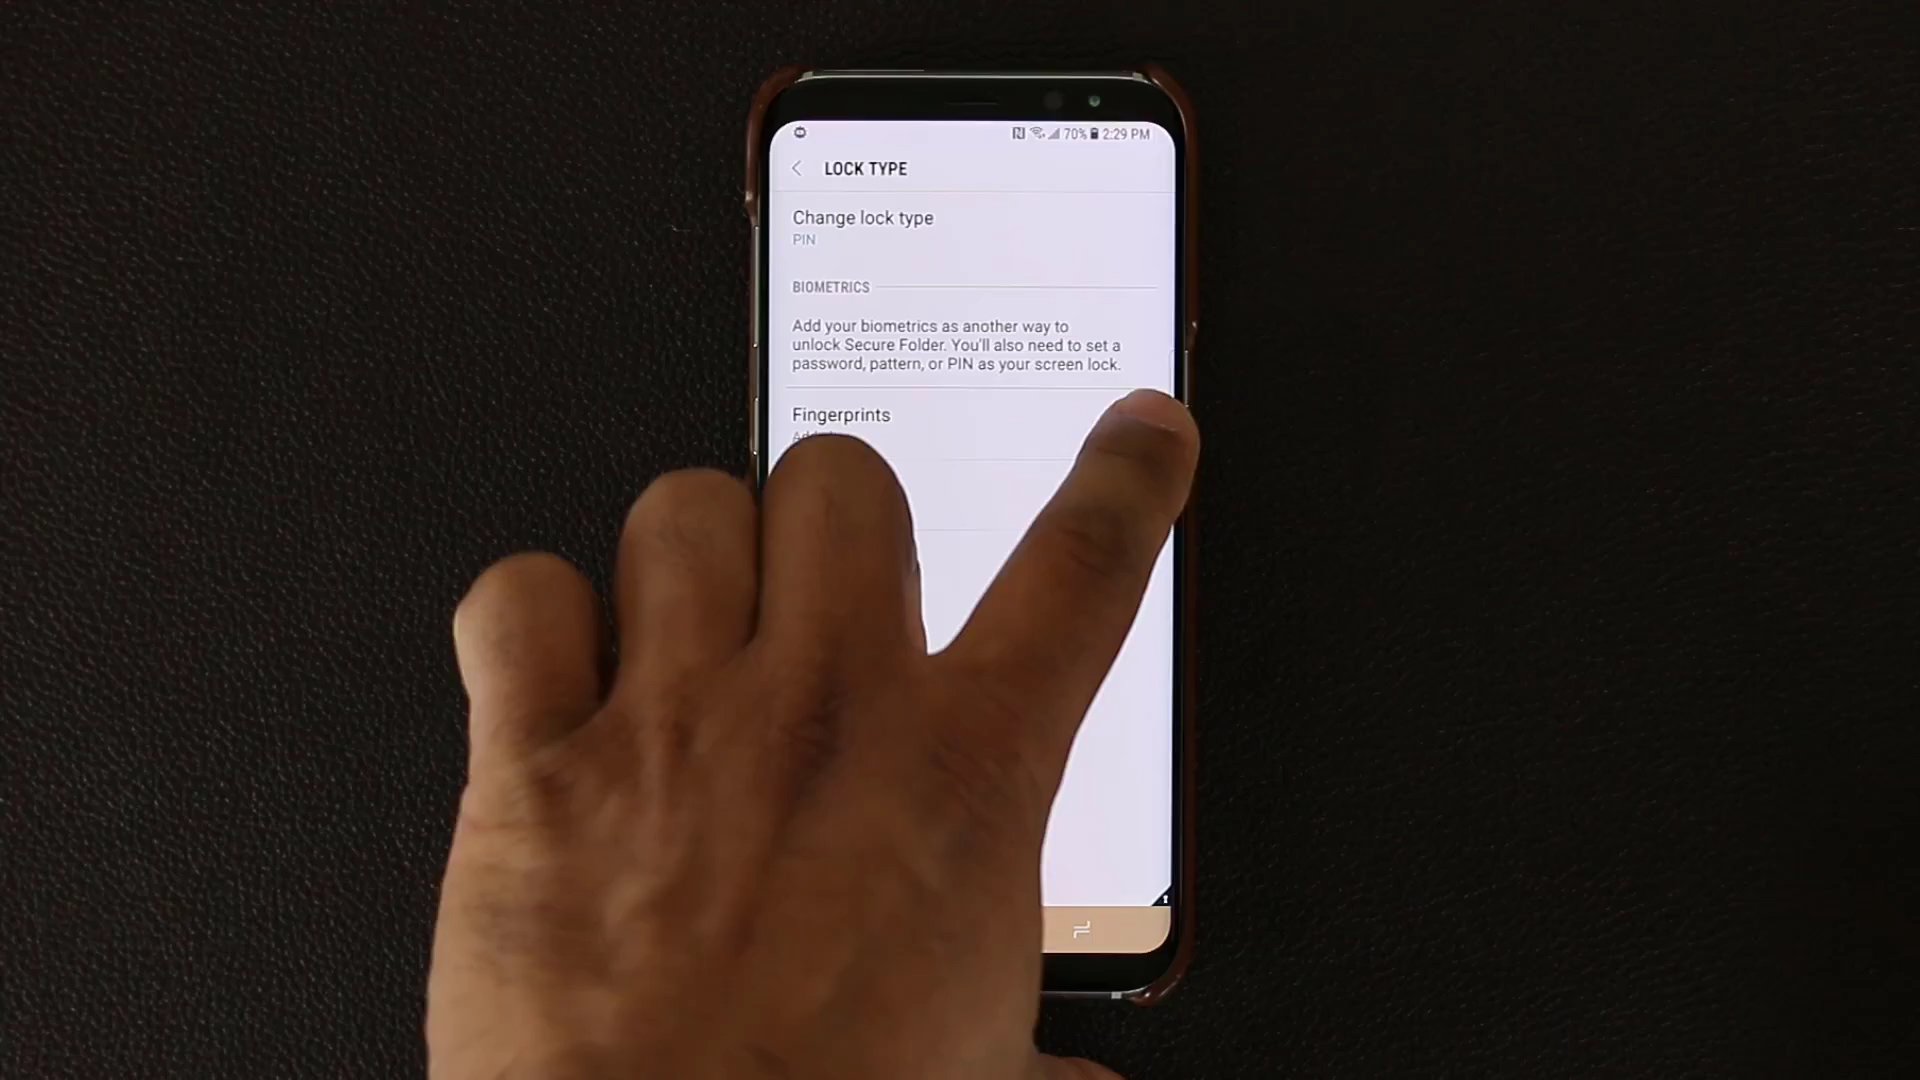 70% 2:29 PM
LOCK TYPE
Change lock type
PIN
BIOMETRICS
Add your biometrics as another way to
unlock Secure Folder. You'll also need to set a
password, pattern, or PIN as your screen lock.
Fingerprints